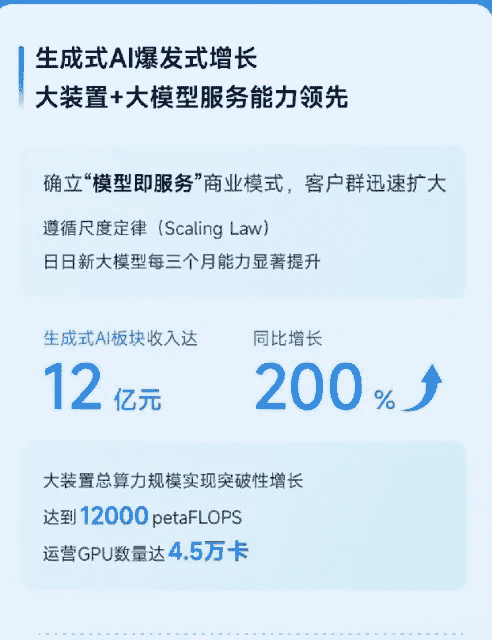 生成式AI爆发式增长
大装置+大模型服务能力领先
确立“模型即服务”商业模式，客户群迅速扩大
遵循尺度定律（Scaling Law）
日日新大模型每三个月能力显著提升
生成式AI板块收入达
12 亿元
同比增长
200 %
大装置总算力规模实现突破性增长
达到12000 petaFLOPS
运营GPU数量达4.5万卡